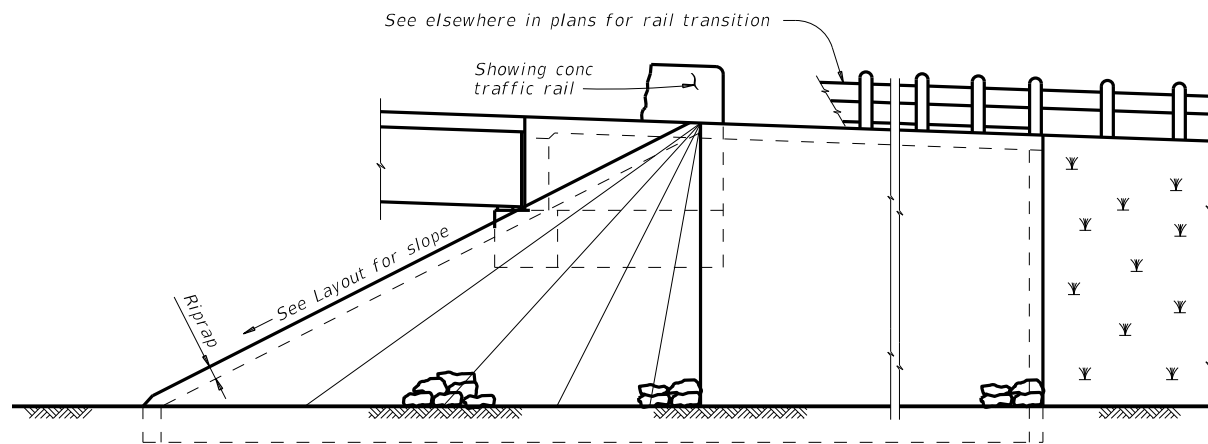 See elsewhere in plans for rail transition
Showing conc
traffic rail
See Layout for slope
Riprap